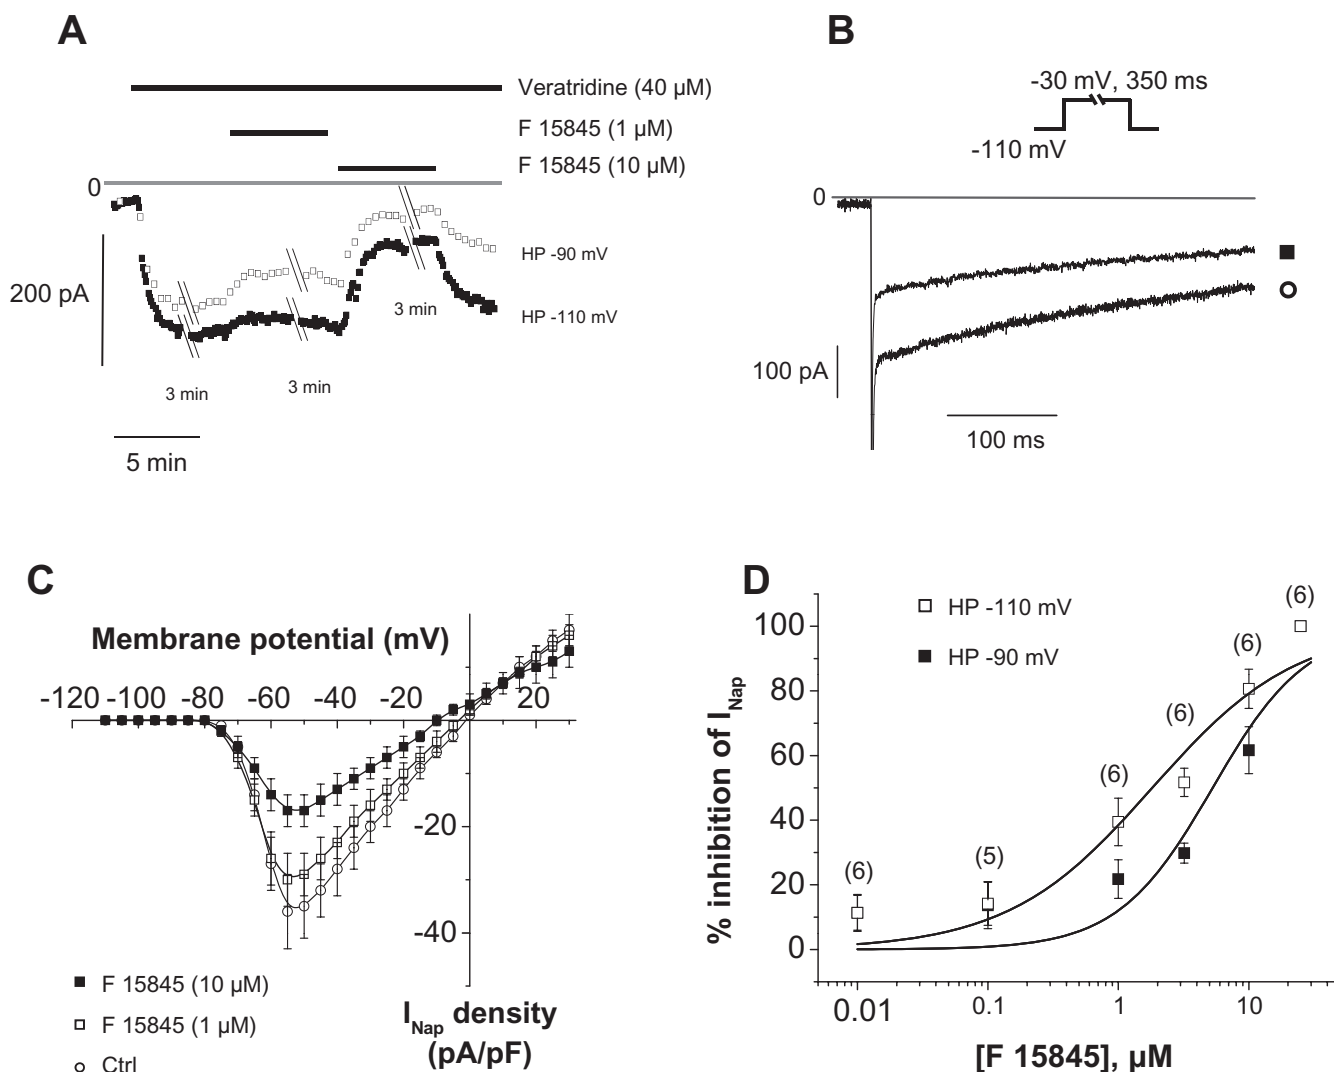 A
Veratridine (40 µM)
F 15845 (1 µM)
F 15845 (10 µM)
0
HP -90 mV
200 pA
3 min
HP -110 mV
3 min
3 min
5 min
B
-30 mV, 350 ms
-110 mV
0
100 pA
100 ms
C
Membrane potential (mV)
-120 -100 -80 -60 -40 -20 20
-20
-40
F 15845 (10 µM)
F 15845 (1 µM)
Ctrl
INap density
(pA/pF)
D
HP -110 mV
HP -90 mV
(6)
(6)
(6)
(6)
(5)
(6)
100
80
60
40
20
0
% inhibition of INap
0.01 0.1 1 10
[F 15845], µM